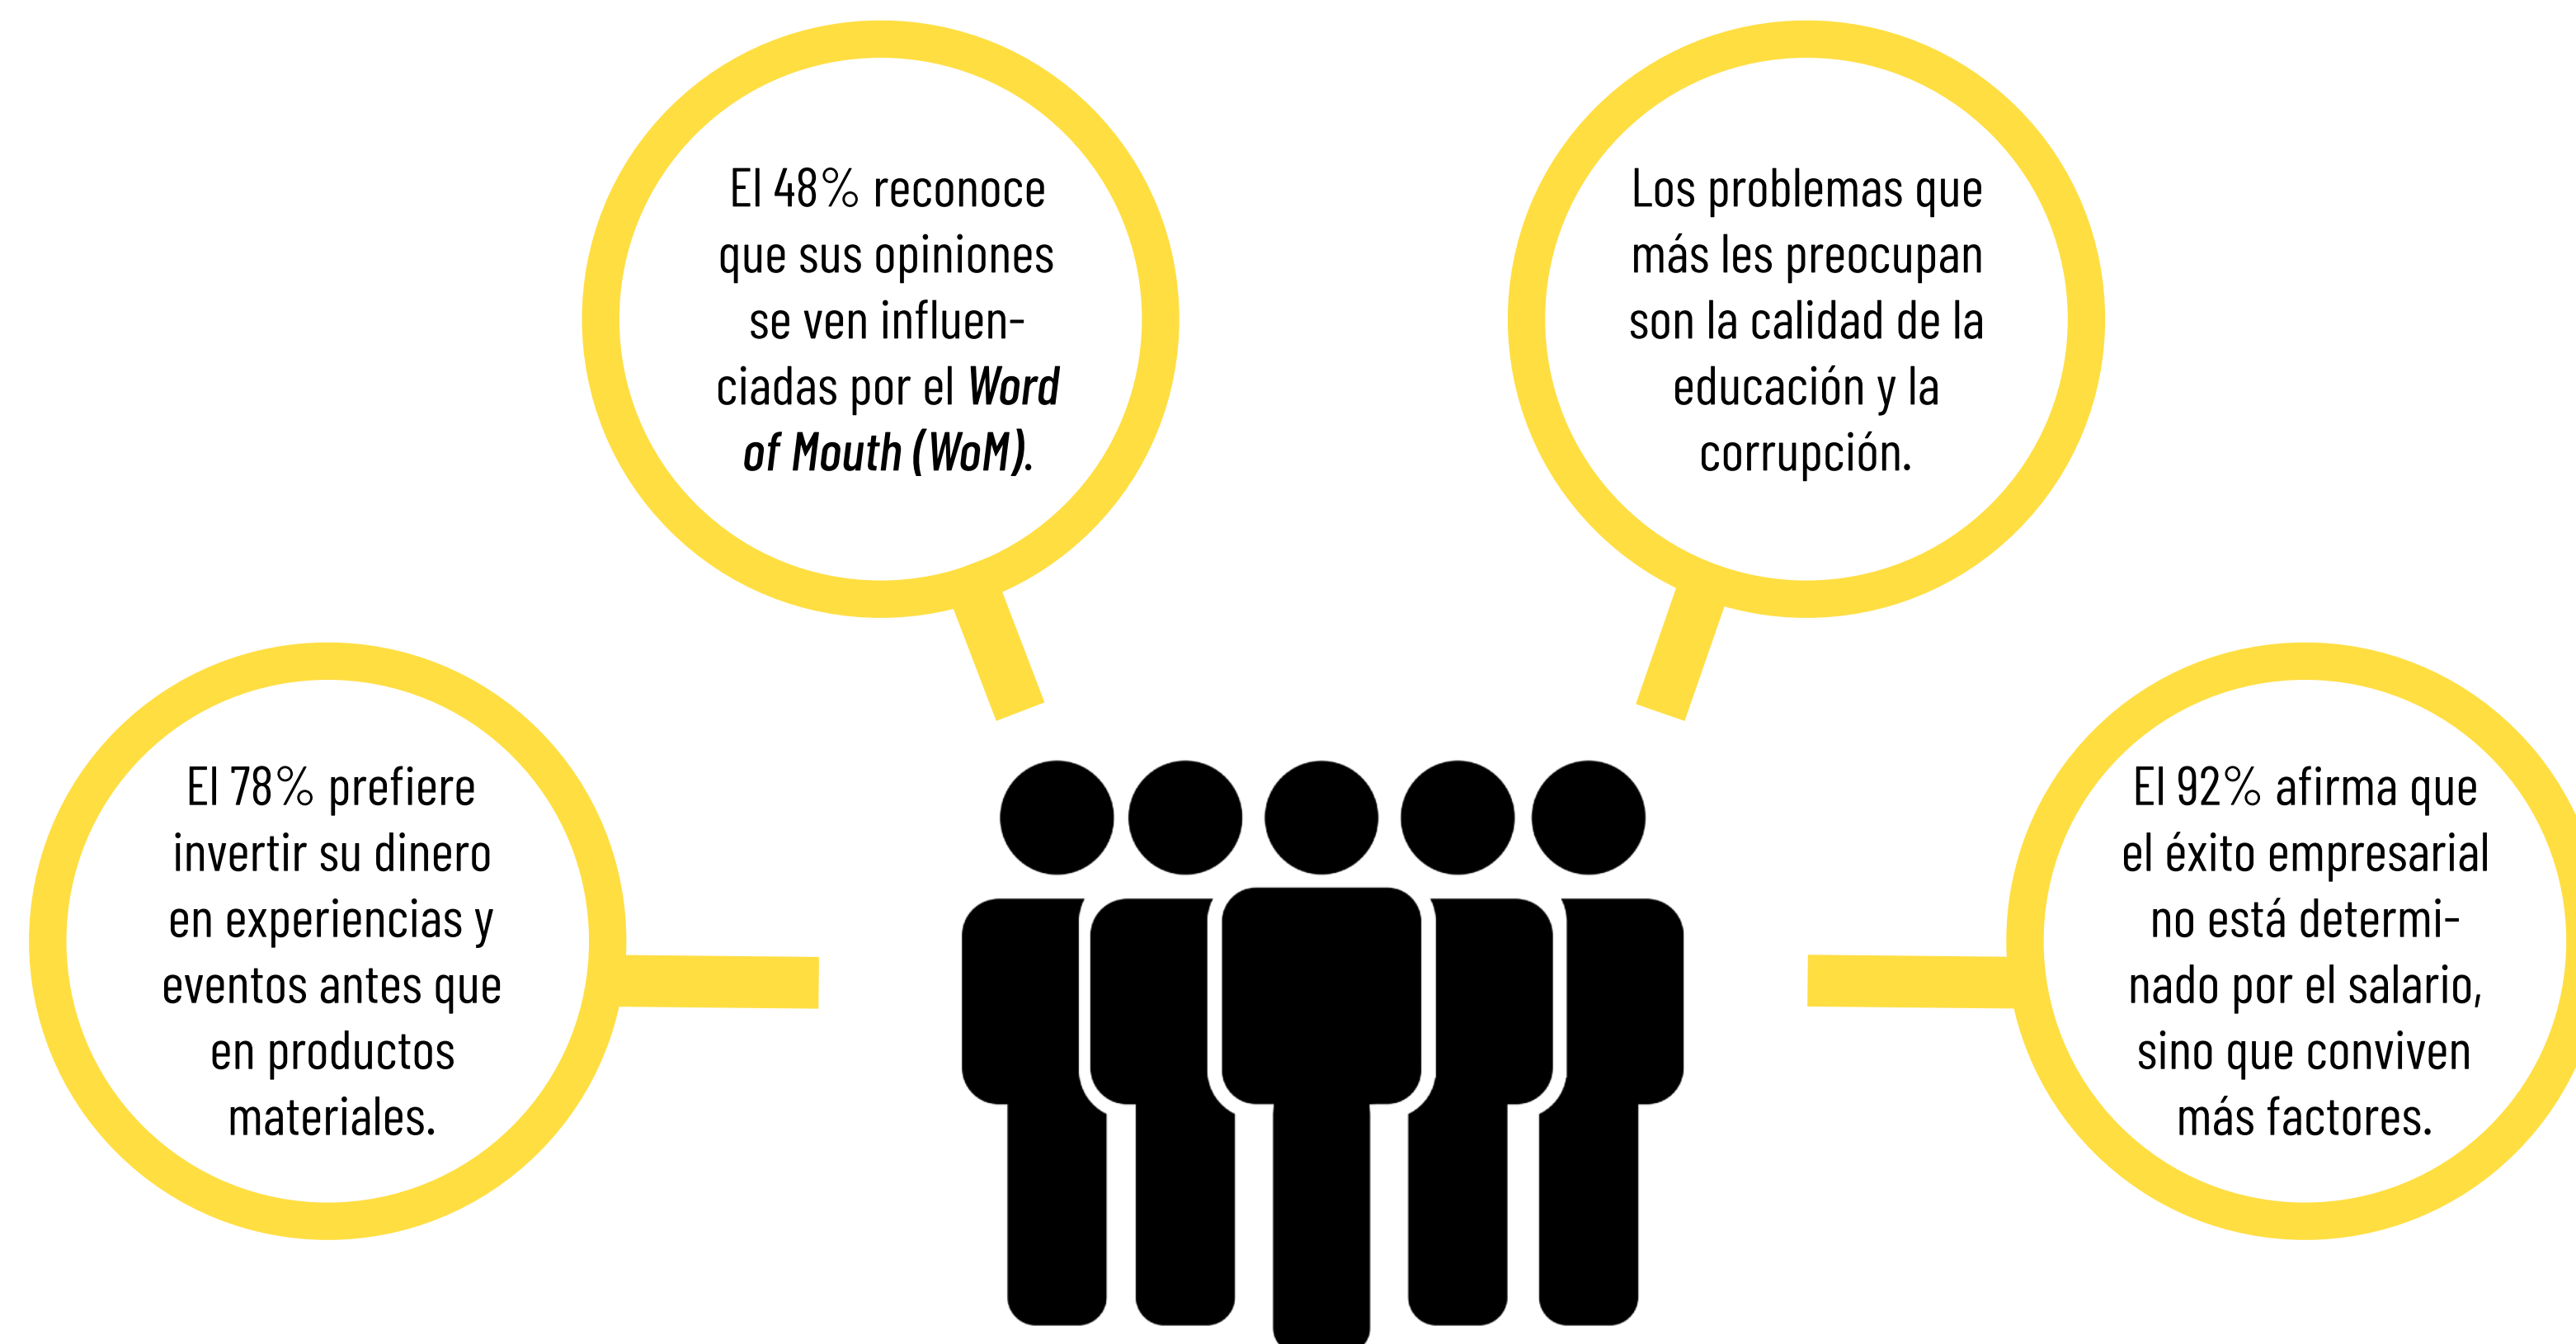 El 48% reconoce
que sus opiniones
se ven influen-
ciadas por el Word
of Mouth (WoM).
Los problemas que
más les preocupan
son la calidad de la
educación y la
corrupción.
El 78% prefiere
invertir su dinero
en experiencias y
eventos antes que
en productos
materiales.
El 92% afirma que
el éxito empresarial
no está determi-
nado por el salario,
sino que conviven
más factores.